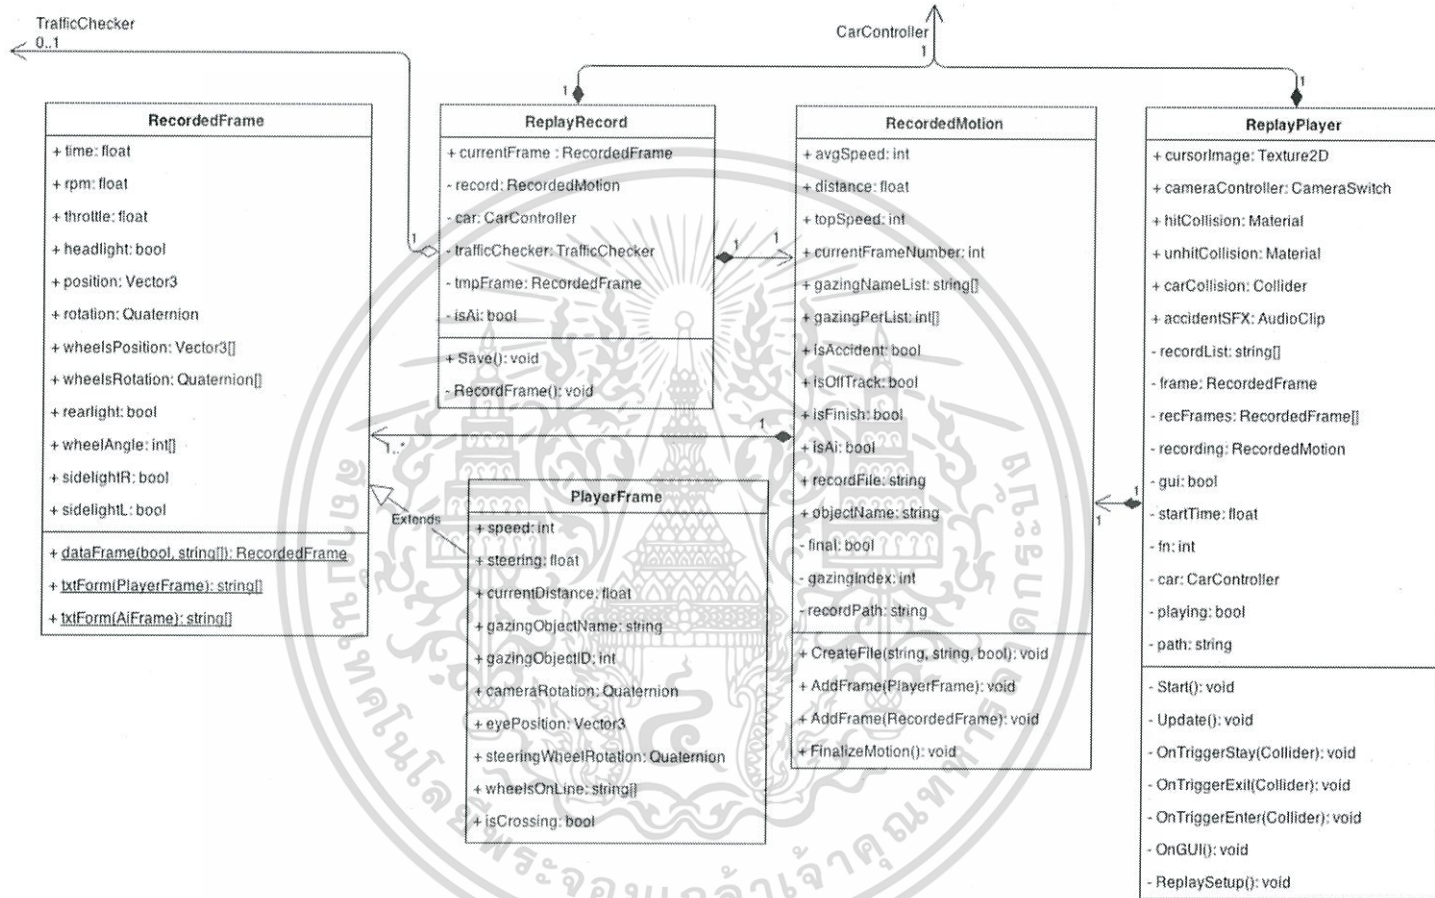 TrafficChecker
0..1
CarController
1
1
1
RecordedFrame
+ time: float
+ rpm: float
+ throttle: float
+ headlight: bool
+ position: Vector3
+ rotation: Quaternion
+ wheelsPosition: Vector3[]
+ wheelsRotation: Quaternion[]
+ rearlight: bool
+ wheelAngle: int[]
+ sidelightR: bool
+ sidelightL: bool
+ dataFrame(bool, string[]): RecordedFrame
+ txtForm(PlayerFrame): string[]
+ txtForm(AiFrame): string[]
ReplayRecord
+ currentFrame : RecordedFrame
- record: RecordedMotion
- car: CarController
- trafficChecker: TrafficChecker
- tmpFrame: RecordedFrame
- isAi: bool
+ Save(): void
- RecordFrame(): void
1
1
1
1
1..*
Extends
PlayerFrame
+ speed: int
+ steering: float
+ currentDistance: float
+ gazingObjectName: string
+ gazingObjectID: int
+ cameraRotation: Quaternion
+ eyePosition: Vector3
+ steeringWheelRotation: Quaternion
+ wheelsOnLine: string[]
+ isCrossing: bool
RecordedMotion
+ avgSpeed: int
+ distance: float
+ topSpeed: int
+ currentFrameNumber: int
+ gazingNameList: string[]
+ gazingPerList: int[]
+ isAccident: bool
+ isOffTrack: bool
+ isFinish: bool
+ isAi: bool
+ recordFile: string
+ objectName: string
- final: bool
- gazingIndex: int
- recordPath: string
+ CreateFile(string, string, bool): void
+ AddFrame(PlayerFrame): void
+ AddFrame(RecordedFrame): void
+ FinalizeMotion(): void
1
1
ReplayPlayer
+ cursorImage: Texture2D
+ cameraController: CameraSwitch
+ hitCollision: Material
+ unhitCollision: Material
+ carCollision: Collider
+ accidentSFX: AudioClip
- recordList: string[]
- frame: RecordedFrame
- recFrames: RecordedFrame[]
- recording: RecordedMotion
- gui: bool
- startTime: float
- fn: int
- car: CarController
- playing: bool
- path: string
- Start(): void
- Update(): void
- OnTriggerStay(Collider): void
- OnTriggerExit(Collider): void
- OnTriggerEnter(Collider): void
- OnGUI(): void
- ReplaySetup(): void